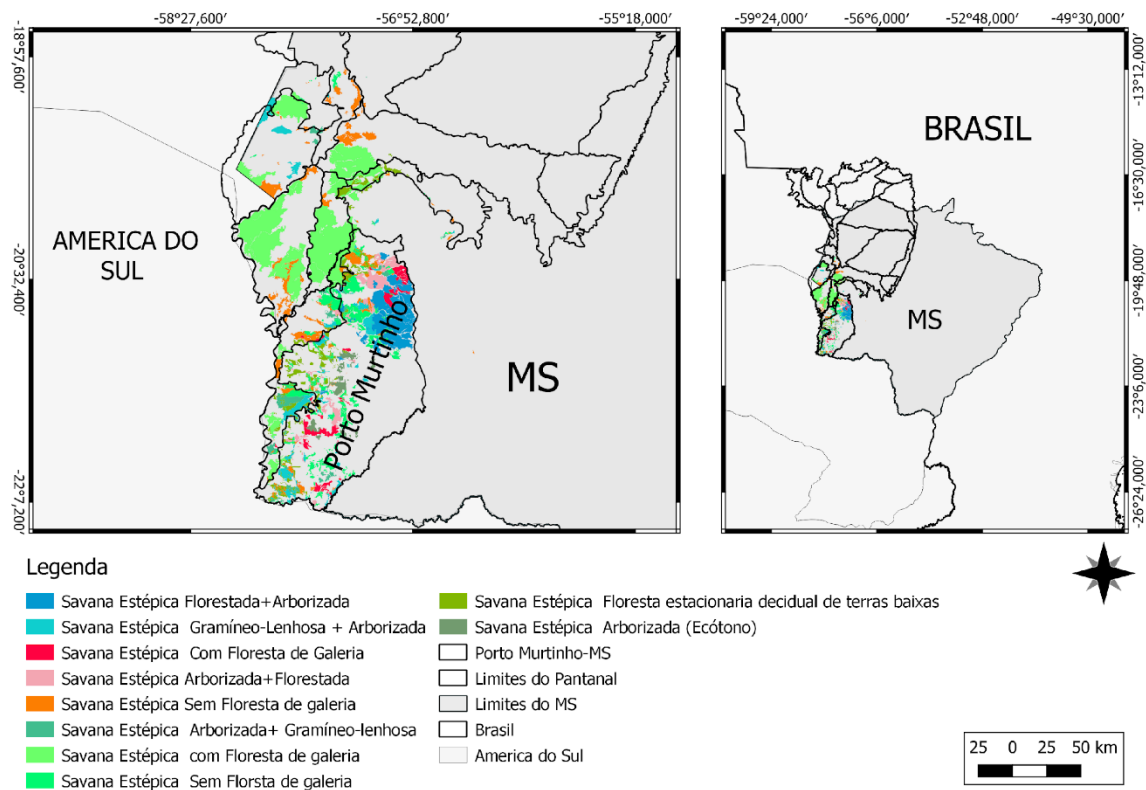 -58°27,600′ -56°52,800′ -55°18,000′
-18°57,600′
-20°32,400′
-22°7,200′
AMERICA DO
SUL
Porto Murtinho
MS
-59°24,000′ -56°6,000′ -52°48,000′ -49°30,000′
-13°12,000′
-16°30,000′
-19°48,000′
-23°6,000′
-26°24,000′
BRASIL
MS
Legenda
Savana Estépica Florestada+Arborizada
Savana Estépica Gramíneo-Lenhosa + Arborizada
Savana Estépica Com Floresta de Galeria
Savana Estépica Arborizada+Florestada
Savana Estépica Sem Floresta de galeria
Savana Estépica Arborizada+ Gramíneo-lenhosa
Savana Estépica com Floresta de galeria
Savana Estépica Sem Florsta de galeria
Savana Estépica Floresta estacionaria decidual de terras baixas
Savana Estépica Arborizada (Ecótono)
Porto Murtinho-MS
Limites do Pantanal
Limites do MS
Brasil
America do Sul
25 0 25 50 km